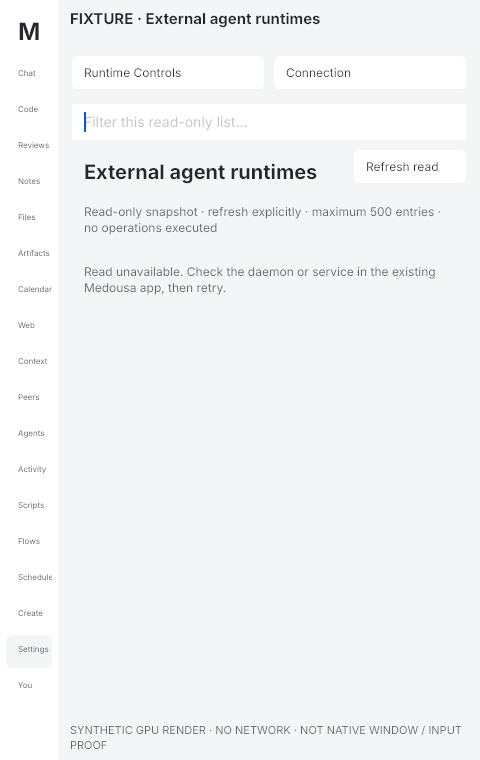 M
FIXTURE · External agent runtimes
Chat
Code
Reviews
Notes
Files
Artifacts
Calendar
Web
Context
Peers
Agents
Activity
Scripts
Flows
Schedule
Create
Settings
You
Runtime Controls
Connection
Filter this read-only list...
External agent runtimes
Refresh read
Read-only snapshot · refresh explicitly · maximum 500 entries ·
no operations executed
Read unavailable. Check the daemon or service in the existing
Medousa app, then retry.
SYNTHETIC GPU RENDER · NO NETWORK · NOT NATIVE WINDOW / INPUT
PROOF